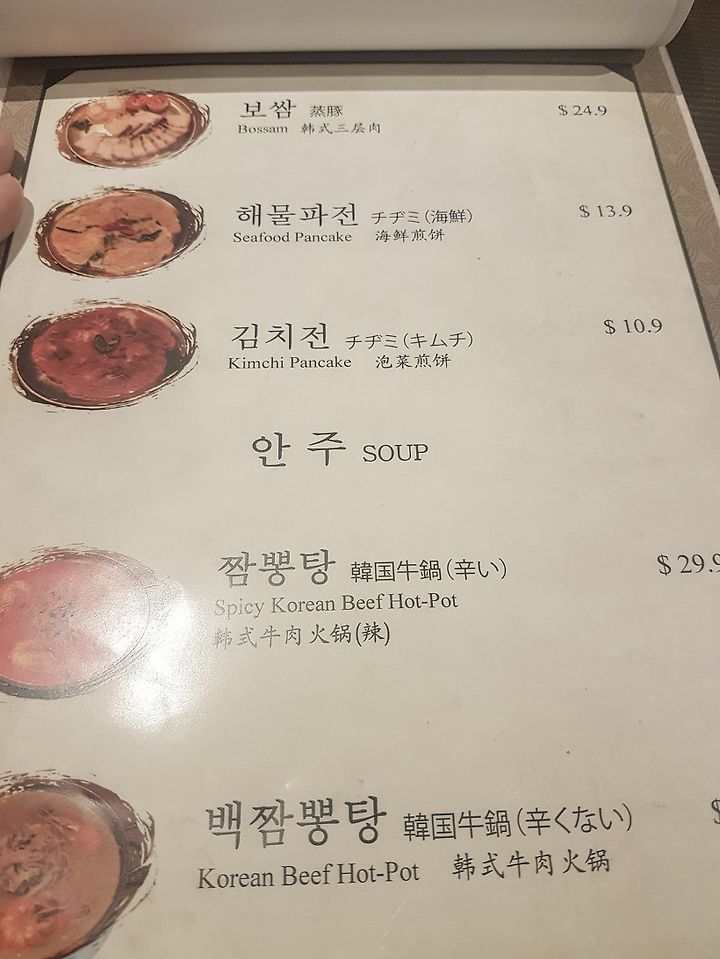 보쌈 蒸豚 $ 24.9
Bossam 韩式三层肉
해물파전 チヂミ(海鮮) $ 13.9
Seafood Pancake 海鲜煎饼
김치전 チヂミ(キムチ) $ 10.9
Kimchi Pancake 泡菜煎饼
안 주 SOUP
짬뽕탕 韓国牛鍋(辛い) $ 29.9
Spicy Korean Beef Hot-Pot
韩式牛肉火锅(辣)
백짬뽕탕 韓国牛鍋(辛くない) $
Korean Beef Hot-Pot 韩式牛肉火锅